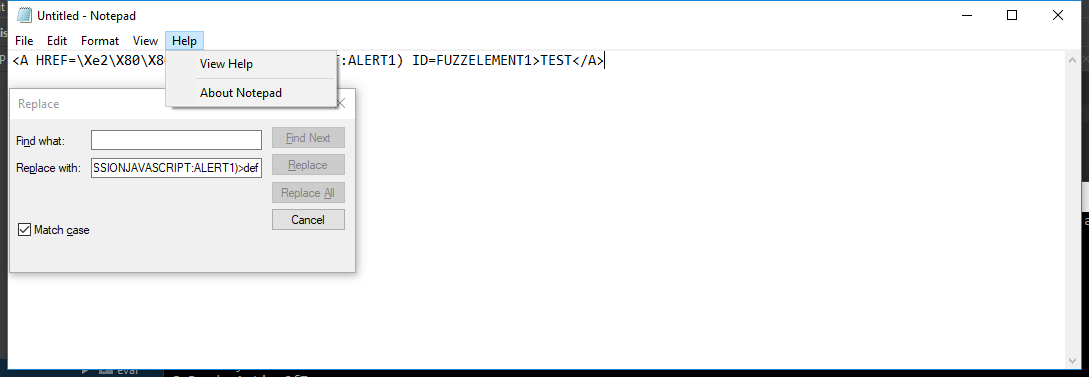 Untitled - Notepad
File Edit Format View Help
<A HREF=\Xe2\X80\X8 :ALERT1) ID=FUZZELEMENT1>TEST</A>
View Help
About Notepad
Replace
Find what:
Find Next
Replace with: SSIONJAVASCRIPT:ALERT1)>def
Replace
Replace All
Cancel
Match case
eval